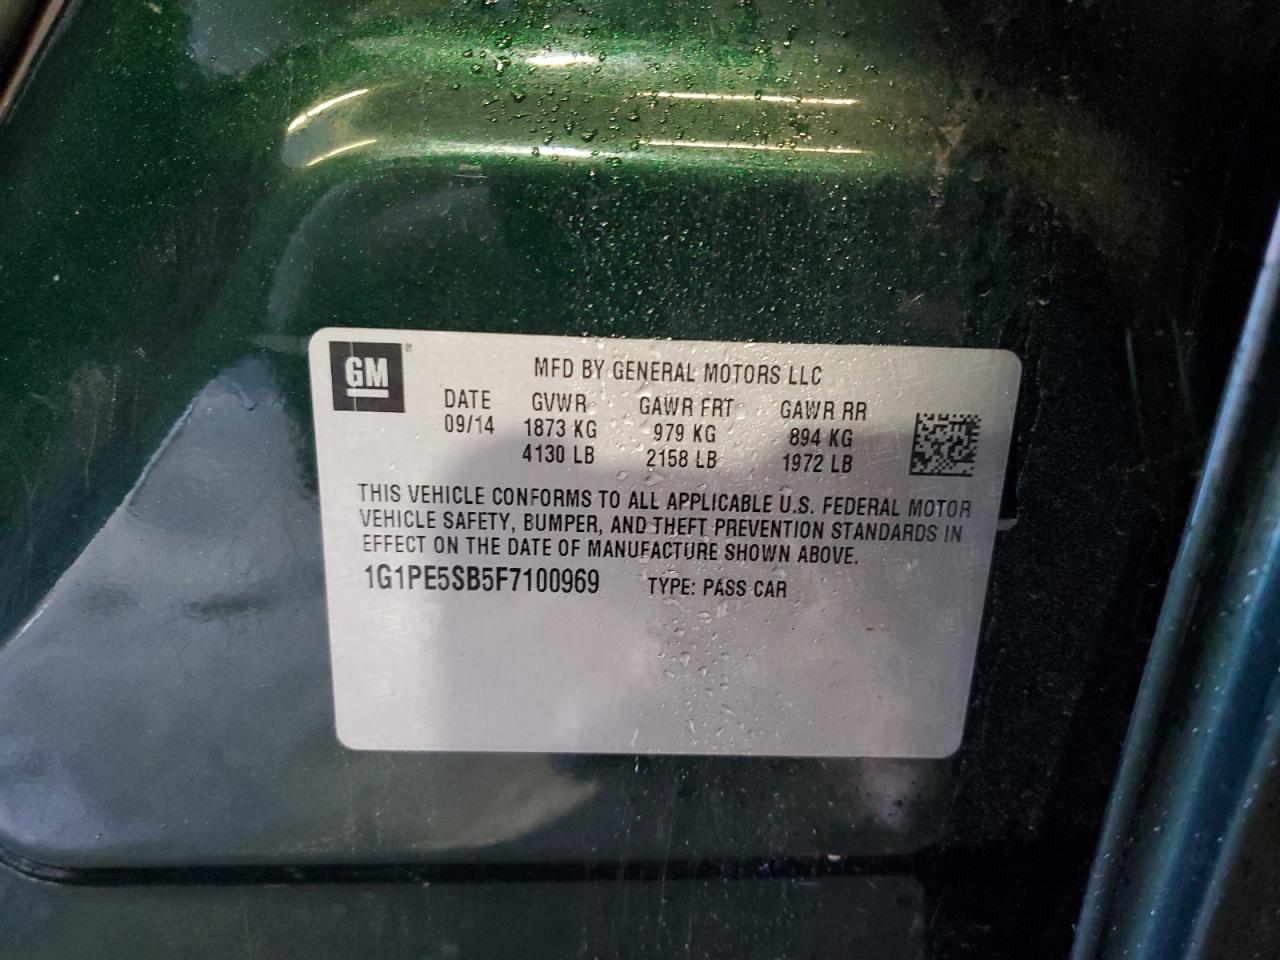 GM®
MFD BY GENERAL MOTORS LLC
DATE GVWR GAWR FRT GAWR RR
09/14 1873 KG 979 KG 894 KG
4130 LB 2158 LB 1972 LB
THIS VEHICLE CONFORMS TO ALL APPLICABLE U.S. FEDERAL MOTOR
VEHICLE SAFETY, BUMPER, AND THEFT PREVENTION STANDARDS IN
EFFECT ON THE DATE OF MANUFACTURE SHOWN ABOVE.
1G1PE5SB5F7100969 TYPE: PASS CAR